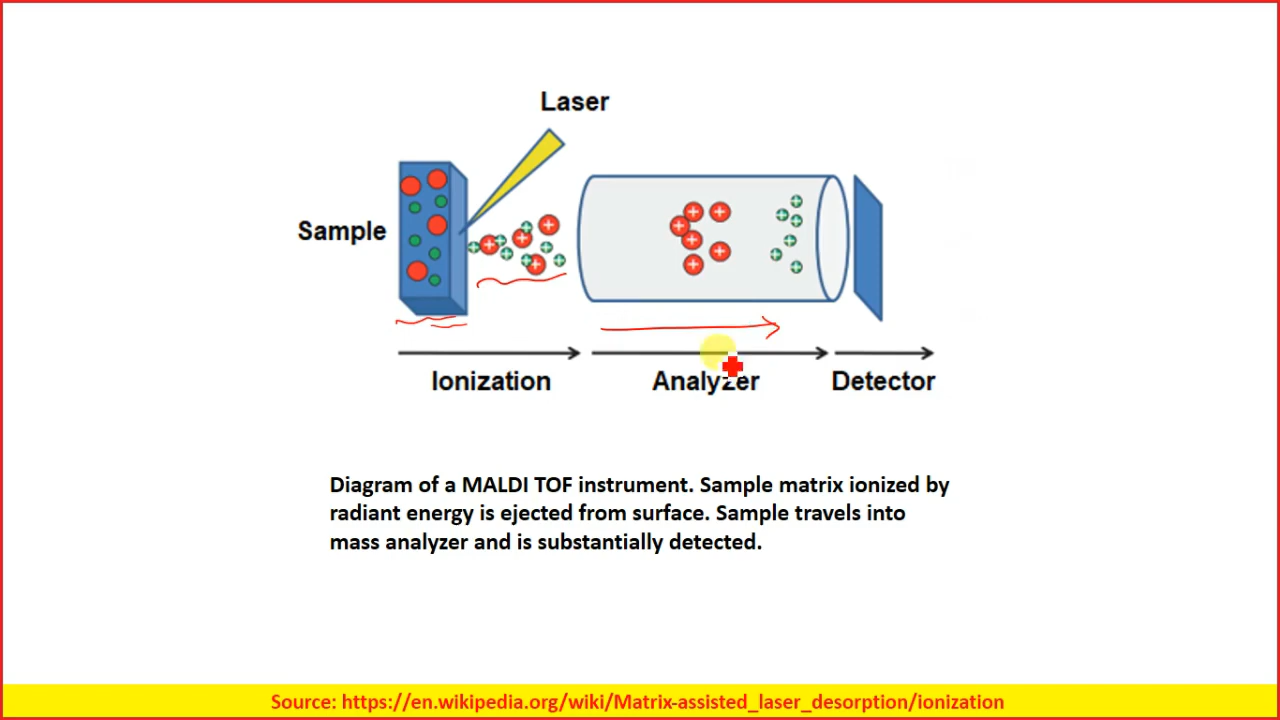 Laser
Sample
Ionization
Analyzer
Detector
Diagram of a MALDI TOF instrument. Sample matrix ionized by
radiant energy is ejected from surface. Sample travels into
mass analyzer and is substantially detected.
Source: https://en.wikipedia.org/wiki/Matrix-assisted_laser_desorption/ionization